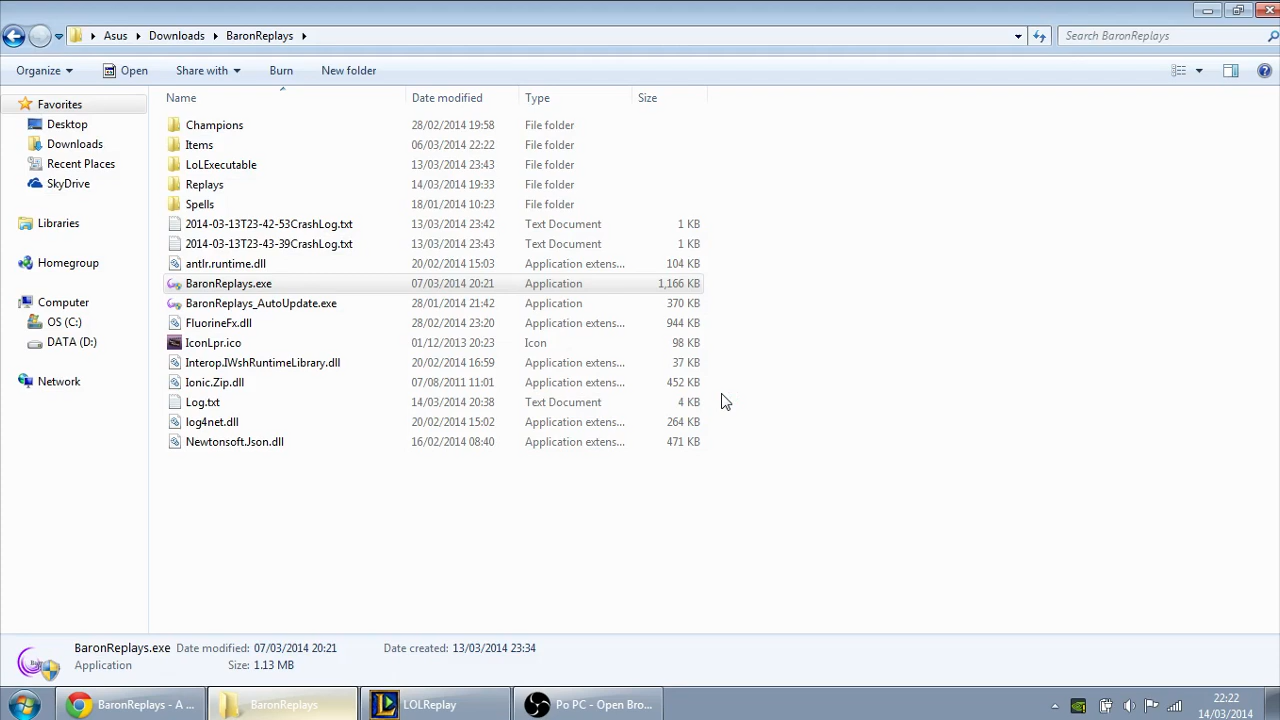 Asus Downloads BaronReplays Search BaronReplays
Organize Open Share with Burn New folder
Name Date modified Type Size
Favorites
Desktop
Downloads
Recent Places
SkyDrive
Libraries
Homegroup
Computer
OS (C:)
DATA (D:)
Network
Champions 28/02/2014 19:58 File folder
Items 06/03/2014 22:22 File folder
LoLExecutable 13/03/2014 23:43 File folder
Replays 14/03/2014 19:33 File folder
Spells 18/01/2014 10:23 File folder
2014-03-13T23-42-53CrashLog.txt 13/03/2014 23:42 Text Document 1 KB
2014-03-13T23-43-39CrashLog.txt 13/03/2014 23:43 Text Document 1 KB
antlr.runtime.dll 20/02/2014 15:03 Application extens... 104 KB
BaronReplays.exe 07/03/2014 20:21 Application 1,166 KB
BaronReplays_AutoUpdate.exe 28/01/2014 21:42 Application 370 KB
FluorineFx.dll 28/02/2014 23:20 Application extens... 944 KB
IconLpr.ico 01/12/2013 20:23 Icon 98 KB
Interop.IWshRuntimeLibrary.dll 20/02/2014 16:59 Application extens... 37 KB
Ionic.Zip.dll 07/08/2011 11:01 Application extens... 452 KB
Log.txt 14/03/2014 20:38 Text Document 4 KB
log4net.dll 20/02/2014 15:02 Application extens... 264 KB
Newtonsoft.Json.dll 16/02/2014 08:40 Application extens... 471 KB
BaronReplays.exe Date modified: 07/03/2014 20:21 Date created: 13/03/2014 23:34
Application Size: 1.13 MB
BaronReplays - A ... BaronReplays LOLReplay Po PC - Open Bro... 22:22
14/03/2014